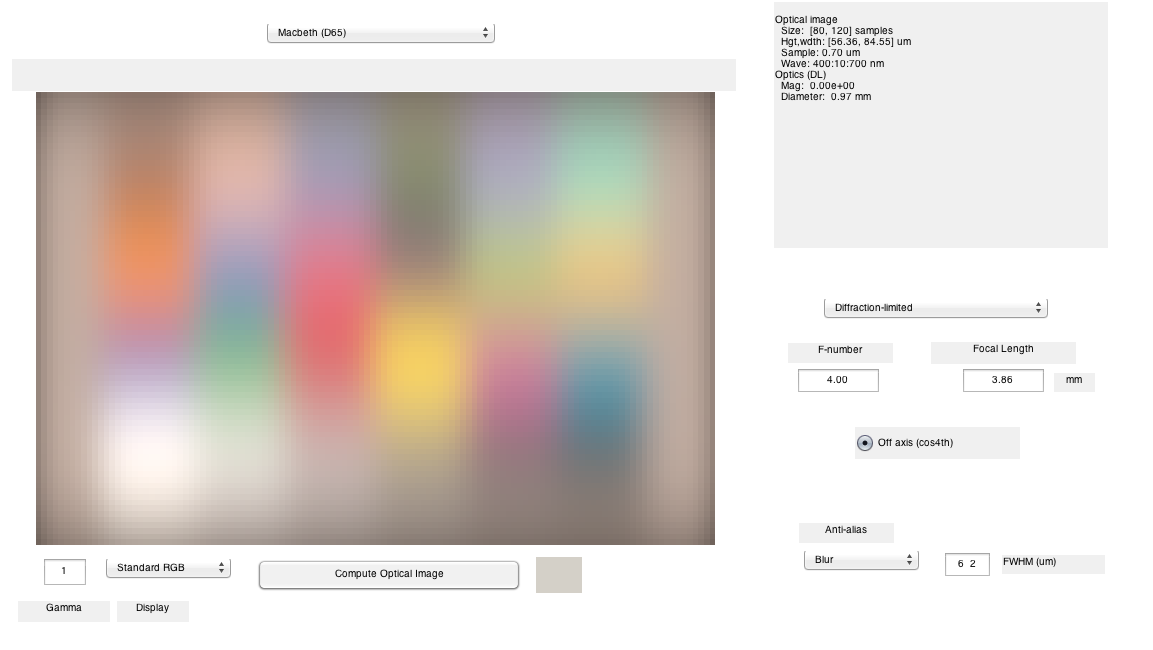 Macbeth (D65)
Optical image
Size:  [80, 120] samples
Hgt,wdth: [56.36, 84.55] um
Sample: 0.70 um
Wave: 400:10:700 nm
Optics (DL)
Mag:  0.00e+00
Diameter:  0.97 mm
Diffraction-limited
F-number
Focal Length
4.00
3.86
mm
Off axis (cos4th)
Anti-alias
Blur
6  2
FWHM (um)
1
Standard RGB
Compute Optical Image
Gamma
Display